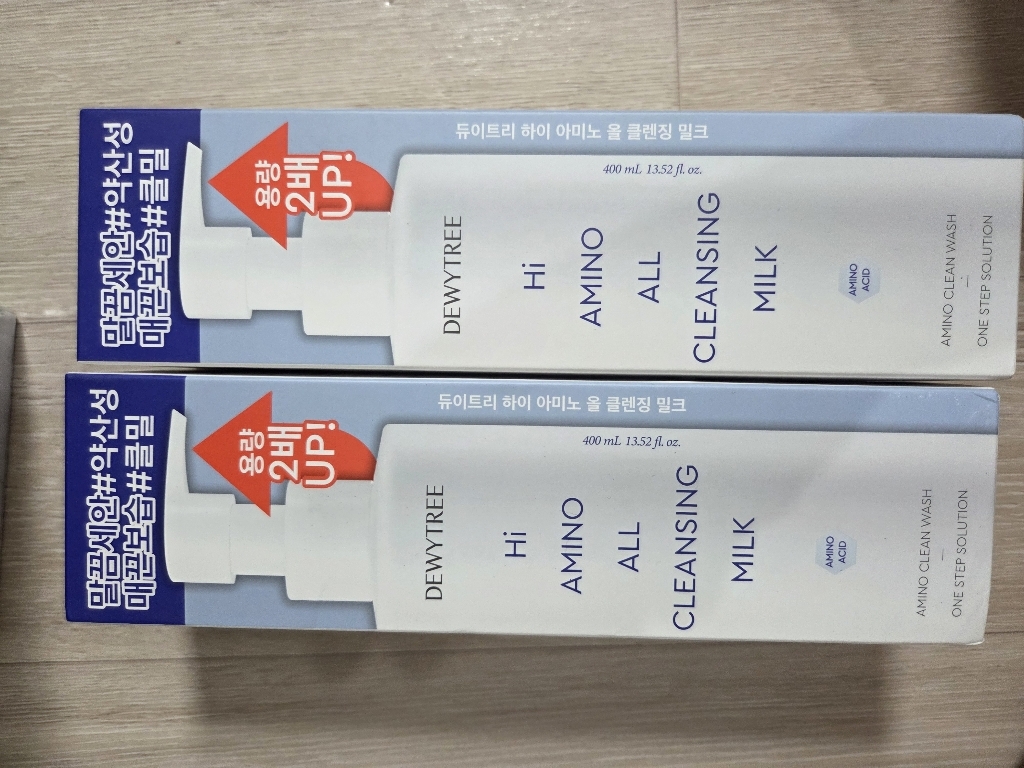 말끔세안#약산성
매끈보습#클밀
용량
2배
UP!
듀이트리 하이 아미노 올 클렌징 밀크
400 mL 13.52 fl. oz.
DEWYTREE
Hi
AMINO
ALL
CLEANSING
MILK
AMINO
ACID
AMINO CLEAN WASH
ONE STEP SOLUTION
말끔세안#약산성
매끈보습#클밀
용량
2배
UP!
듀이트리 하이 아미노 올 클렌징 밀크
400 mL 13.52 fl. oz.
DEWYTREE
Hi
AMINO
ALL
CLEANSING
MILK
AMINO
ACID
AMINO CLEAN WASH
ONE STEP SOLUTION